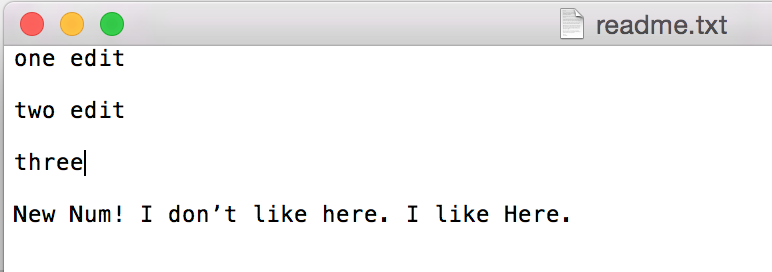 readme.txt
one edit
two edit
three
New Num! I don’t like here. I like Here.